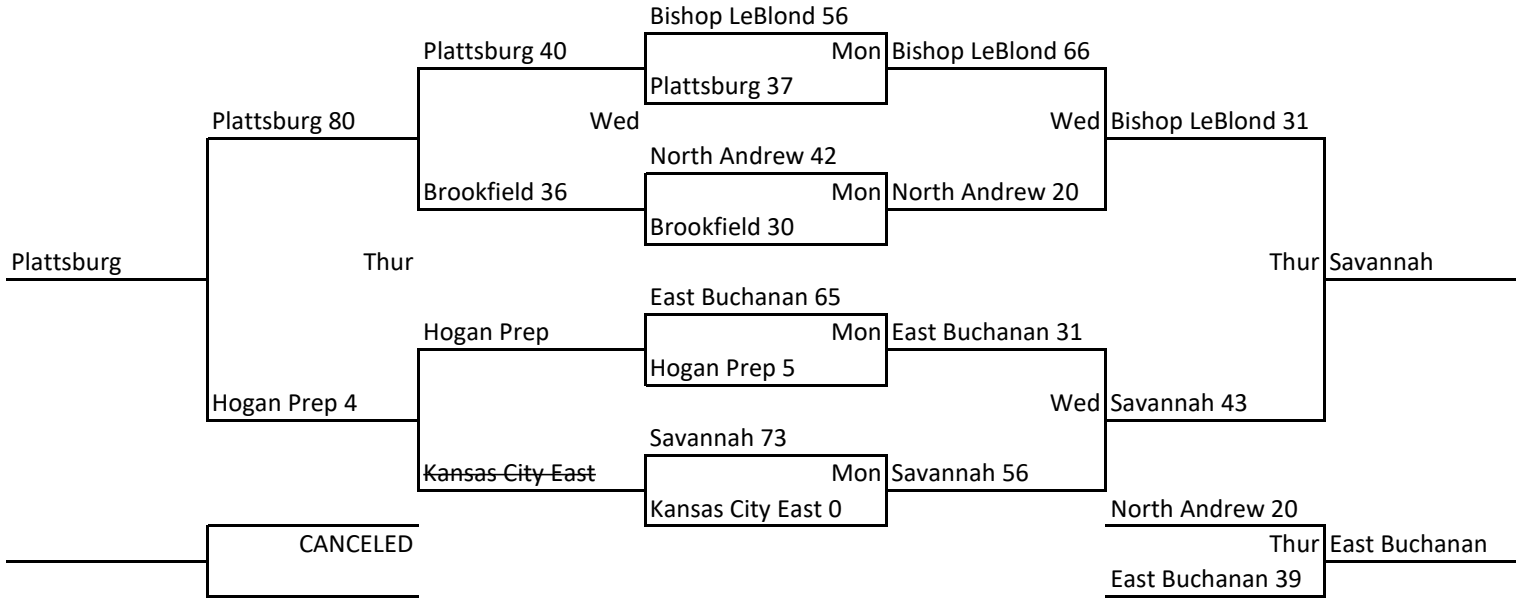 Bishop LeBlond 56
Plattsburg 40
Mon
Bishop LeBlond 66
Plattsburg 37
Plattsburg 80
Wed
Wed
Bishop LeBlond 31
North Andrew 42
Brookfield 36
Mon
North Andrew 20
Brookfield 30
Plattsburg
Thur
Thur
Savannah
East Buchanan 65
Hogan Prep
Mon
East Buchanan 31
Hogan Prep 5
Hogan Prep 4
Wed
Savannah 43
Savannah 73
Kansas City East
Mon
Savannah 56
Kansas City East 0
North Andrew 20
CANCELED
Thur
East Buchanan
East Buchanan 39